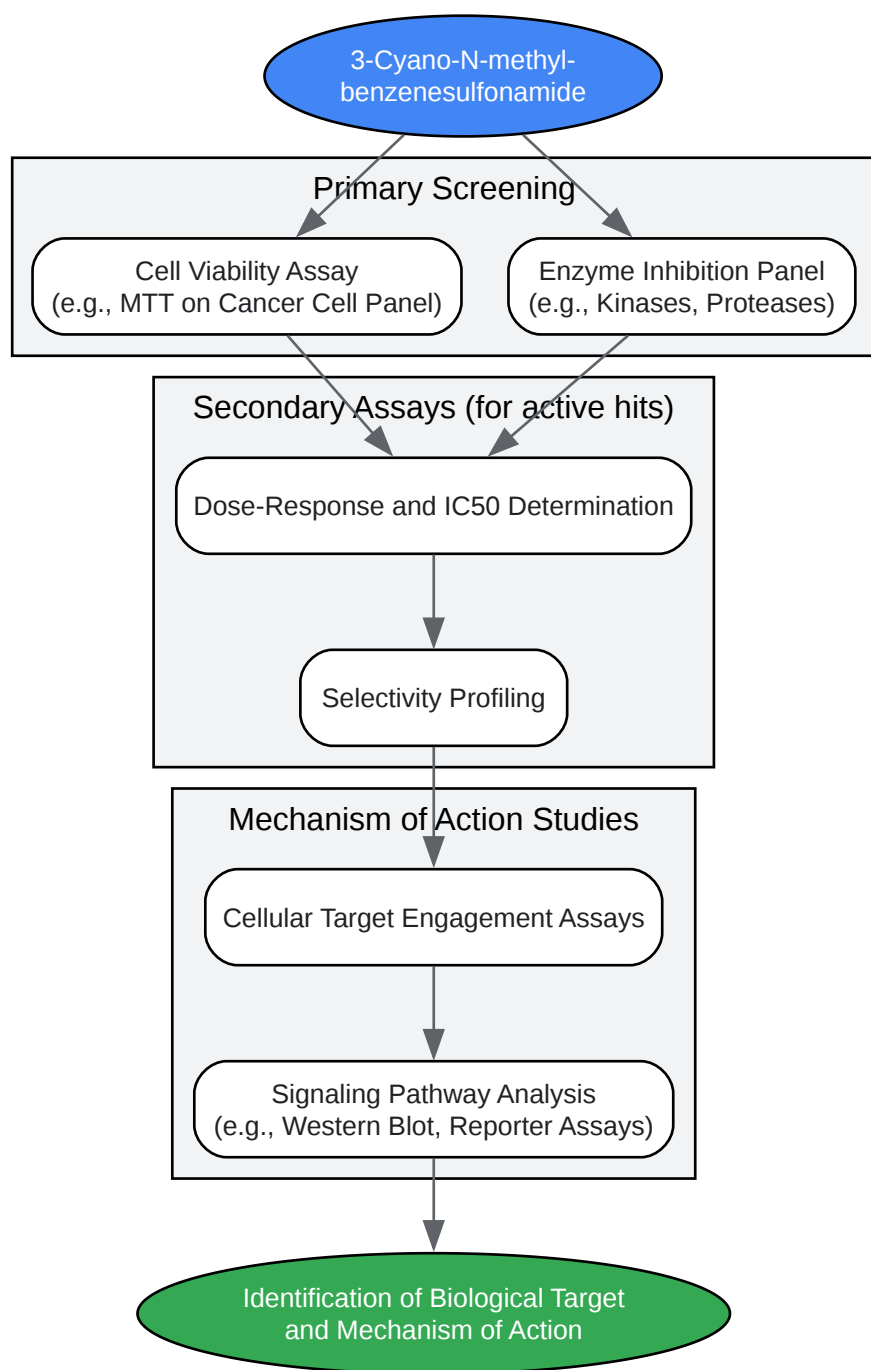 3-Cyano-N-methyl-
benzenesulfonamide
Primary Screening
Cell Viability Assay
(e.g., MTT on Cancer Cell Panel)
Enzyme Inhibition Panel
(e.g., Kinases, Proteases)
Secondary Assays (for active hits)
Dose-Response and IC50 Determination
Selectivity Profiling
Mechanism of Action Studies
Cellular Target Engagement Assays
Signaling Pathway Analysis
(e.g., Western Blot, Reporter Assays)
Identification of Biological Target
and Mechanism of Action